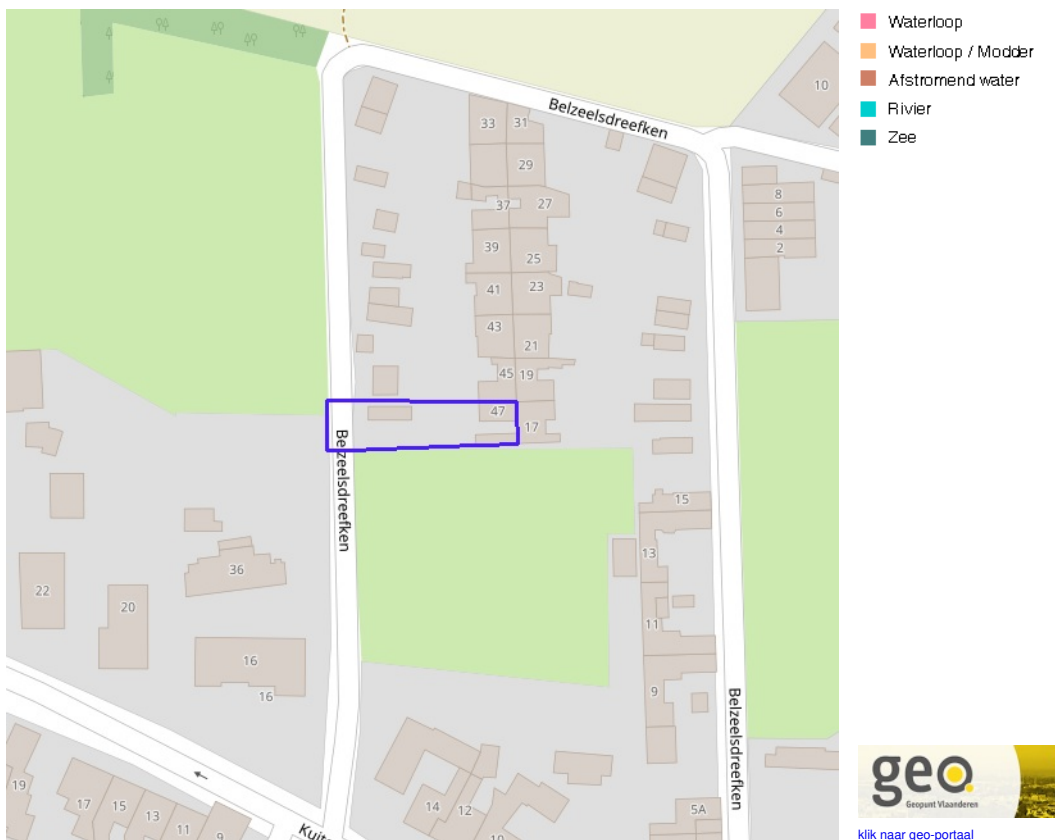 Waterloop
Waterloop / Modder
Afstromend water
Rivier
Zee
Belzeelsdreefken
10
33
31
29
37
27
39
25
41
23
43
21
45
19
47
17
8
6
4
2
Belzeelsdreefken
15
13
11
9
22
20
36
16
16
Belzeelsdreefken
19
17
15
13
11
9
14
12
10
5A
Kuit
geo
Geopunt Vlaanderen
klik naar geo-portaal